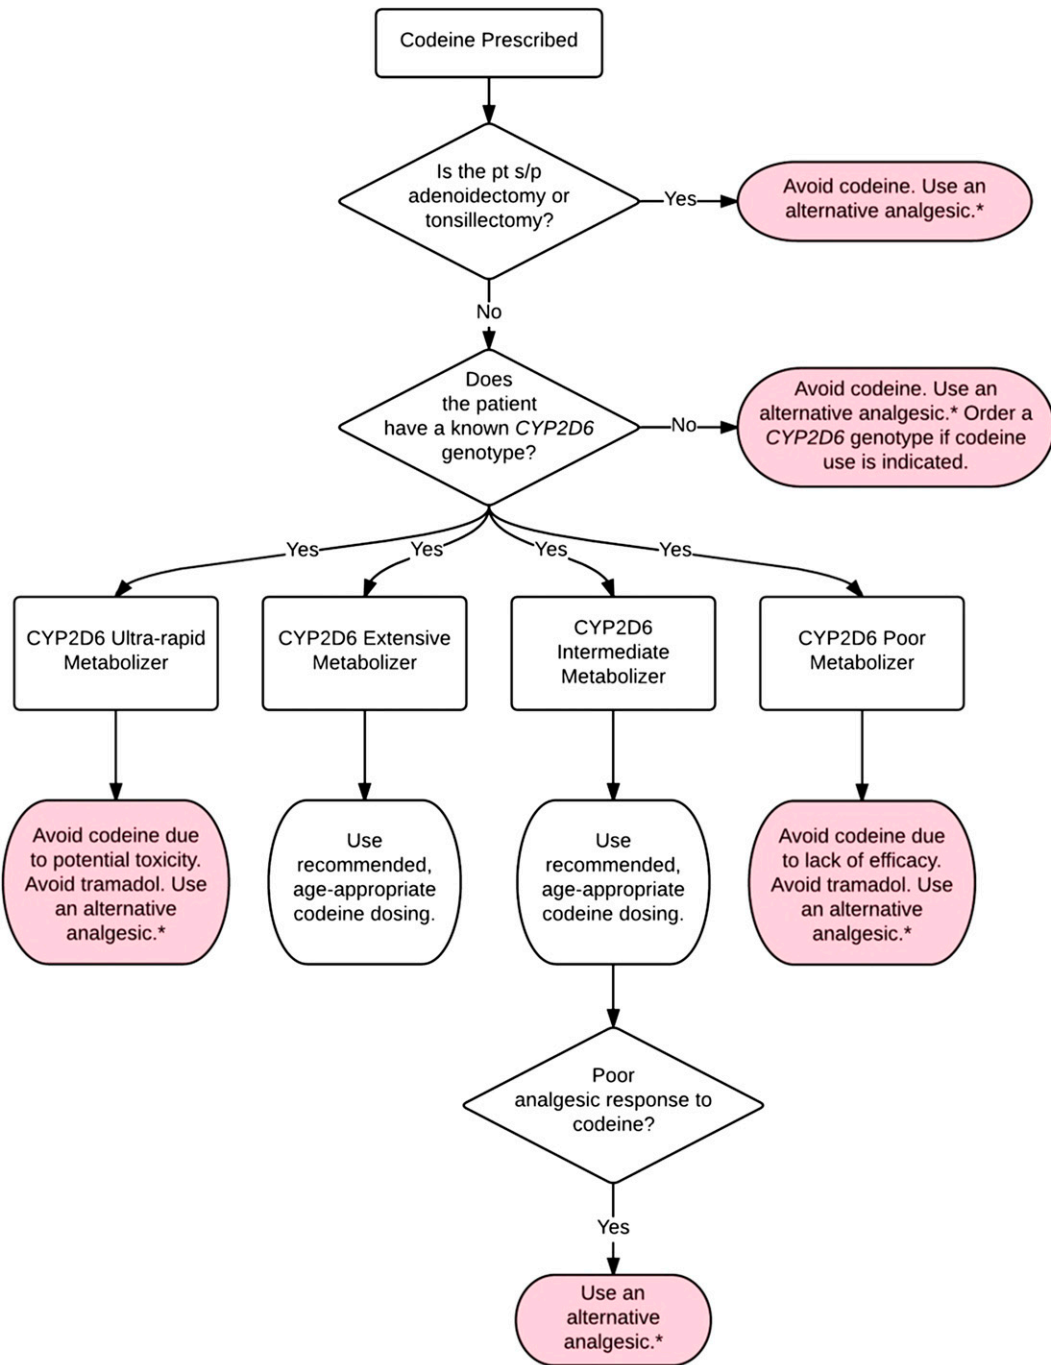 Codeine Prescribed
Is the pt s/p
adenoidectomy or
tonsillectomy?
Yes
Avoid codeine. Use an
alternative analgesic.*
No
Does
the patient
have a known CYP2D6
genotype?
No
Avoid codeine. Use an
alternative analgesic.* Order a
CYP2D6 genotype if codeine
use is indicated.
Yes
Yes
Yes
Yes
CYP2D6 Ultra-rapid
Metabolizer
CYP2D6 Extensive
Metabolizer
CYP2D6
Intermediate
Metabolizer
CYP2D6 Poor
Metabolizer
Avoid codeine due
to potential toxicity.
Avoid tramadol. Use
an alternative
analgesic.*
Use
recommended,
age-appropriate
codeine dosing.
Use
recommended,
age-appropriate
codeine dosing.
Avoid codeine due
to lack of efficacy.
Avoid tramadol. Use
an alternative
analgesic.*
Poor
analgesic response to
codeine?
Yes
Use an
alternative
analgesic.*